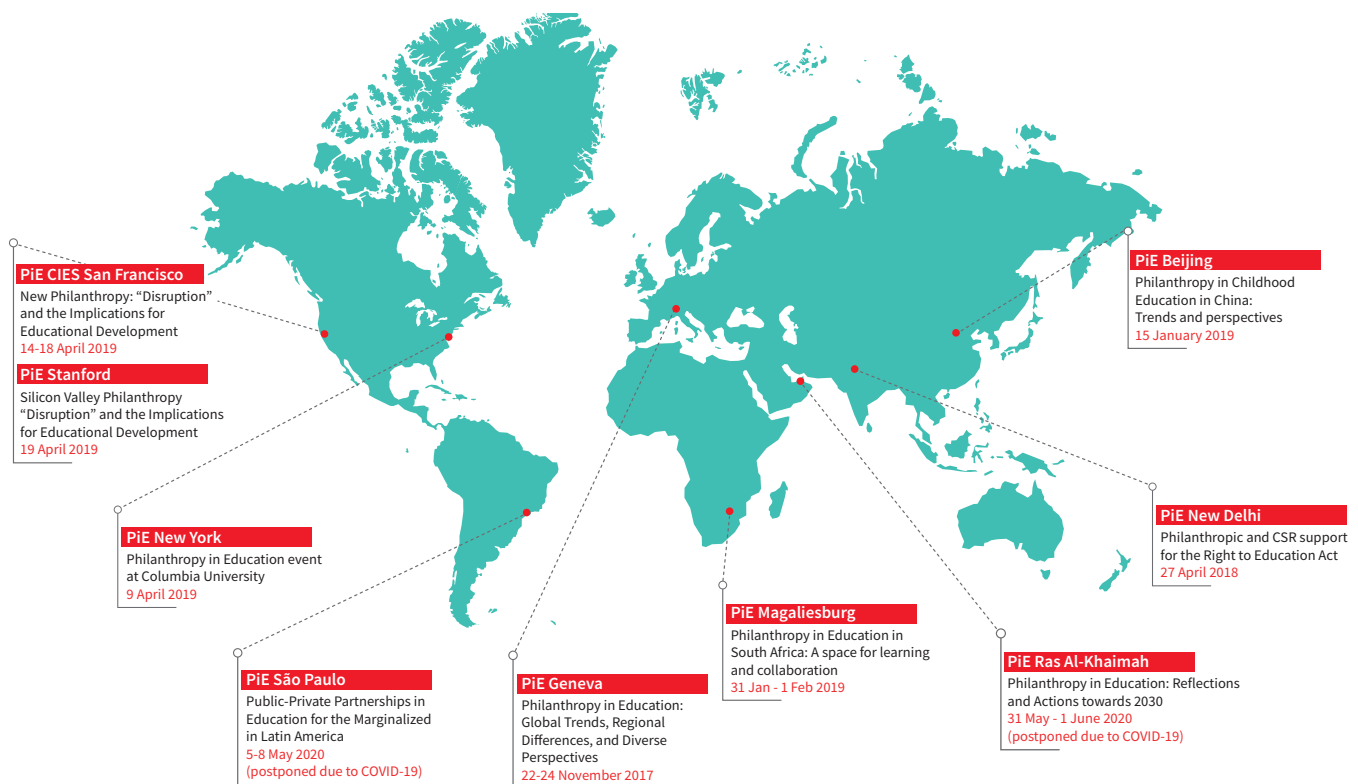 PiE CIES San Francisco
New Philanthropy: “Disruption”
and the Implications for
Educational Development
14-18 April 2019
PiE Stanford
Silicon Valley Philanthropy
“Disruption” and the Implications
for Educational Development
19 April 2019
PiE New York
Philanthropy in Education event
at Columbia University
9 April 2019
PiE São Paulo
Public-Private Partnerships in
Education for the Marginalized
in Latin America
5-8 May 2020
(postponed due to COVID-19)
PiE Geneva
Philanthropy in Education:
Global Trends, Regional
Differences, and Diverse
Perspectives
22-24 November 2017
PiE Magaliesburg
Philanthropy in Education in
South Africa: A space for learning
and collaboration
31 Jan - 1 Feb 2019
PiE Ras Al-Khaimah
Philanthropy in Education: Reflections
and Actions towards 2030
31 May - 1 June 2020
(postponed due to COVID-19)
PiE New Delhi
Philanthropic and CSR support
for the Right to Education Act
27 April 2018
PiE Beijing
Philanthropy in Childhood
Education in China:
Trends and perspectives
15 January 2019